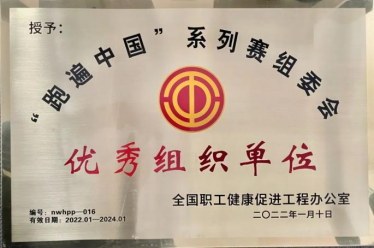 授予：
“跑遍中国”系列赛组委会
优秀组织单位
编号：nwhpp—016
有效日期：2022.01—2024.01
全国职工健康促进工程办公室
二〇二二年一月十日